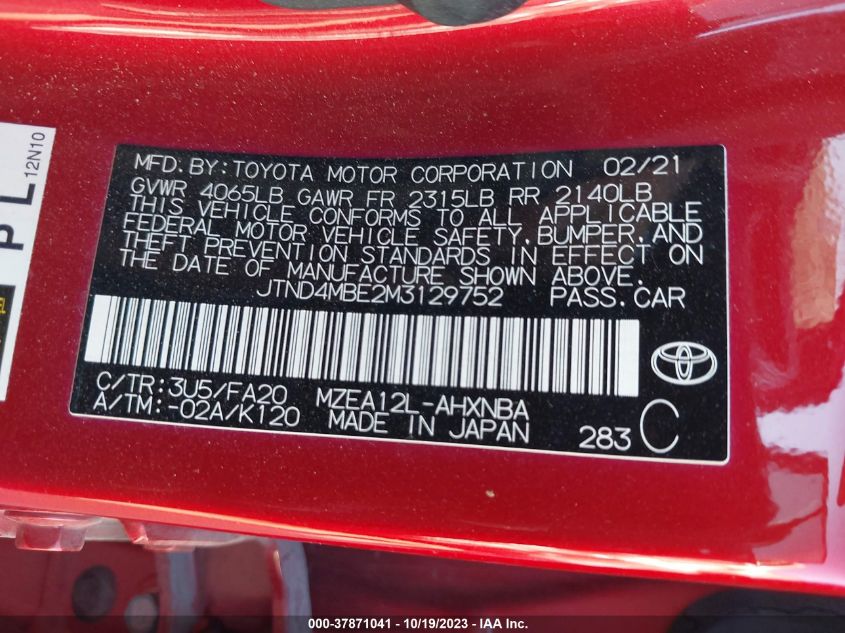 MFD. BY: TOYOTA MOTOR CORPORATION 02/21
GVWR 4065LB GAWR FR 2315LB RR 2140LB
THIS VEHICLE CONFORMS TO ALL APPLICABLE
FEDERAL MOTOR VEHICLE SAFETY, BUMPER, AND
THEFT PREVENTION STANDARDS IN EFFECT ON
THE DATE OF MANUFACTURE SHOWN ABOVE.
JTND4MBE2M3129752 PASS. CAR
C/TR: 3U5/FA20 MZEA12L-AHXNBA
A/TM: -02A/K120 MADE IN JAPAN 283 C
PL
12N10
000-37871041 - 10/19/2023 - Copyright © 2023 IAA, Inc.